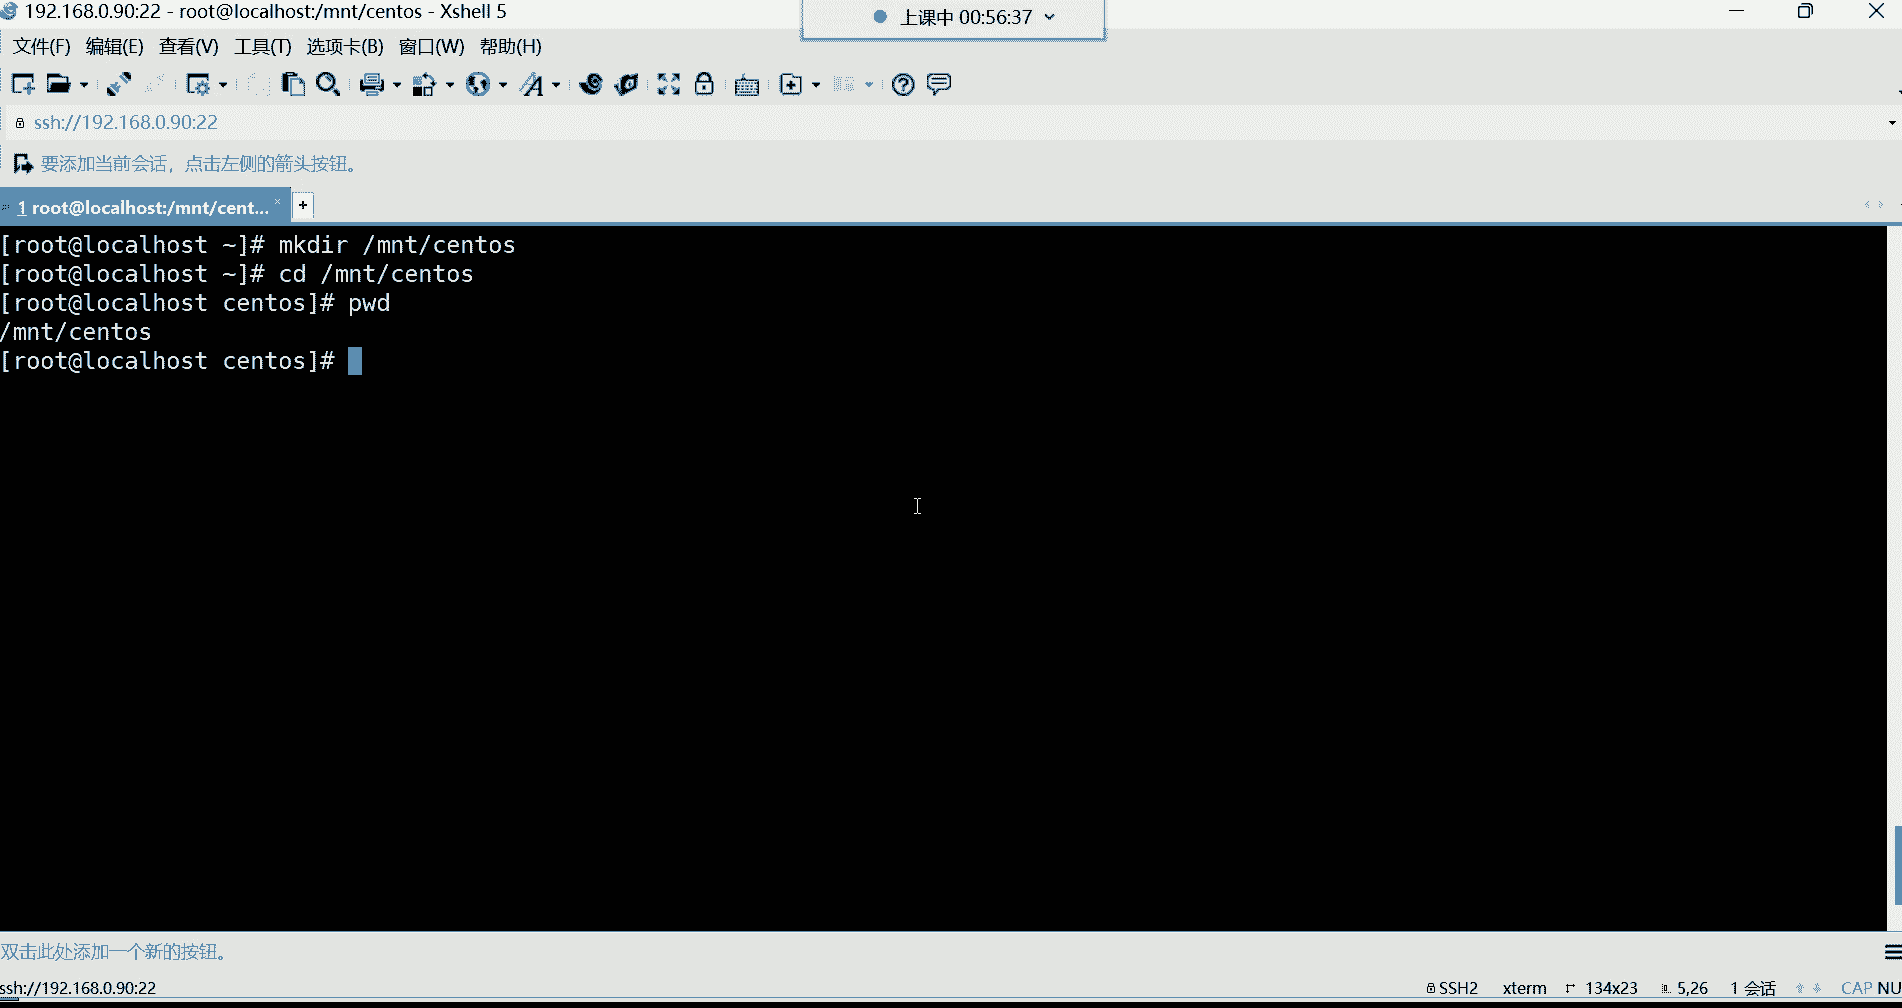 192.168.0.90:22 - root@localhost:/mnt/centos - Xshell 5
上课中 00:56:37
文件(F) 编辑(E) 查看(V) 工具(T) 选项卡(B) 窗口(W) 帮助(H)
ssh://192.168.0.90:22
要添加当前会话，点击左侧的箭头按钮。
1 root@localhost:/mnt/cent... × +
[root@localhost ~]# mkdir /mnt/centos
[root@localhost ~]# cd /mnt/centos
[root@localhost centos]# pwd
/mnt/centos
[root@localhost centos]#
双击此处添加一个新的按钮。
ssh://192.168.0.90:22 SSH2 xterm 134x23 5,26 1 会话 CAP NU